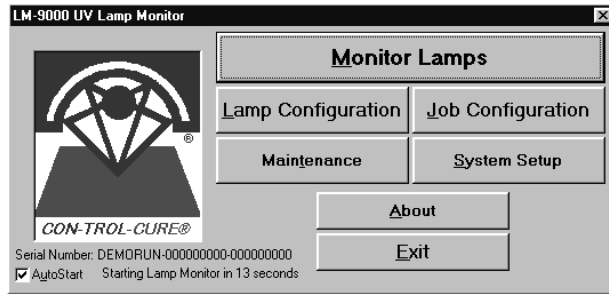 LM-9000 UV Lamp Monitor
Monitor Lamps
Lamp Configuration
Job Configuration
Maintenance
System Setup
About
Exit
®
CON-TROL-CURE®
Serial Number: DEMORUN-000000000-000000000
AutoStart Starting Lamp Monitor in 13 seconds